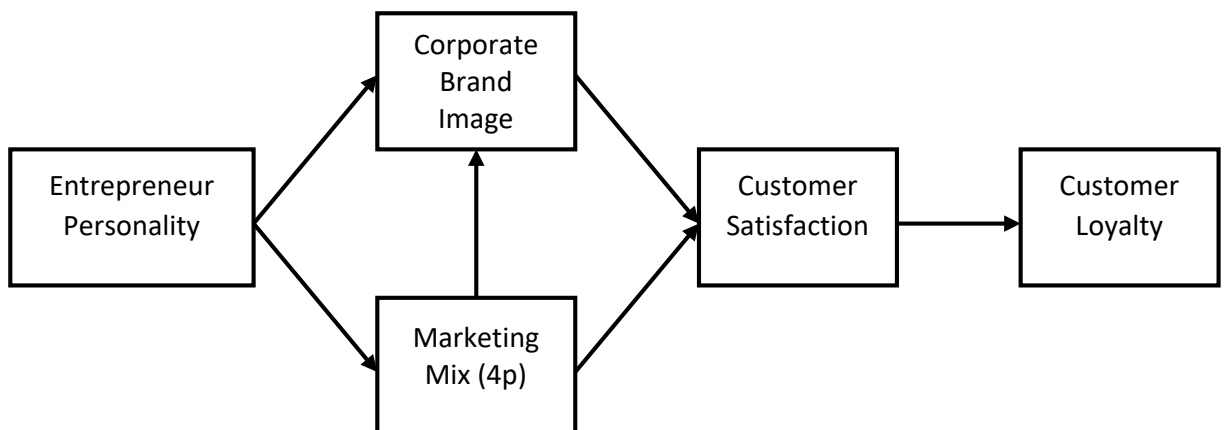 Corporate
Brand
Image
Entrepreneur
Personality
Customer
Satisfaction
Customer
Loyalty
Marketing
Mix (4p)